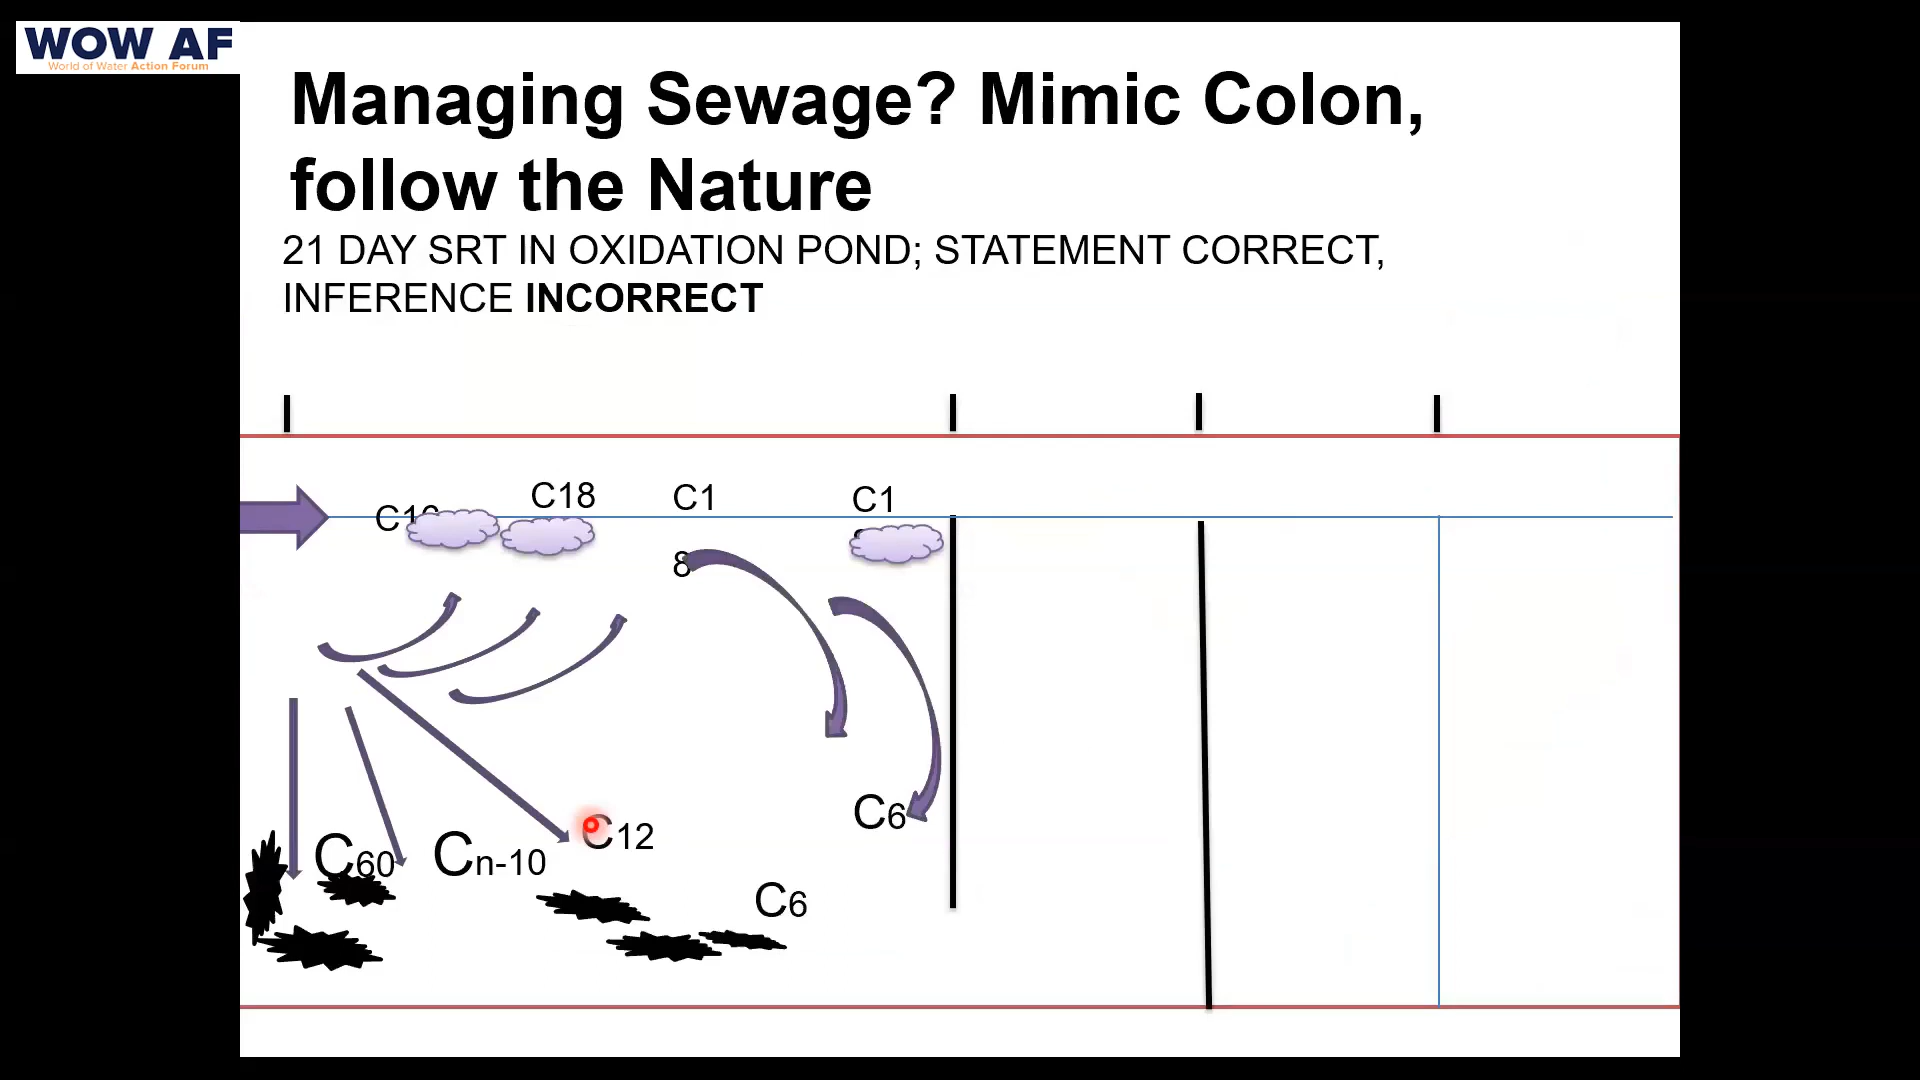 WOW AF
World of Water Action Forum
Managing Sewage? Mimic Colon,
follow the Nature
21 DAY SRT IN OXIDATION POND; STATEMENT CORRECT,
INFERENCE INCORRECT
C18
C1
8
C1
C6
C12
C60
Cn-10
C6